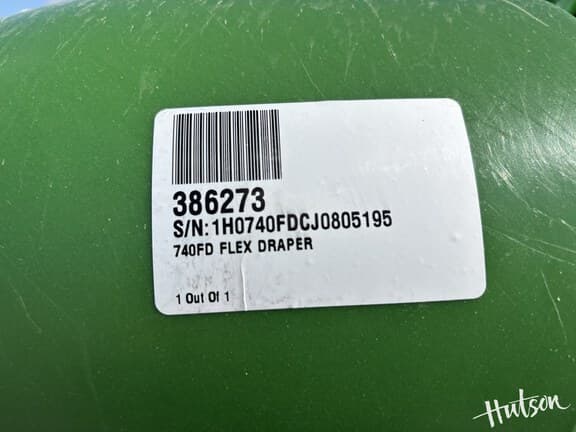 386273
S/N:1H0740FDCJ0805195
740FD FLEX DRAPER
1 Out Of 1
Hutson